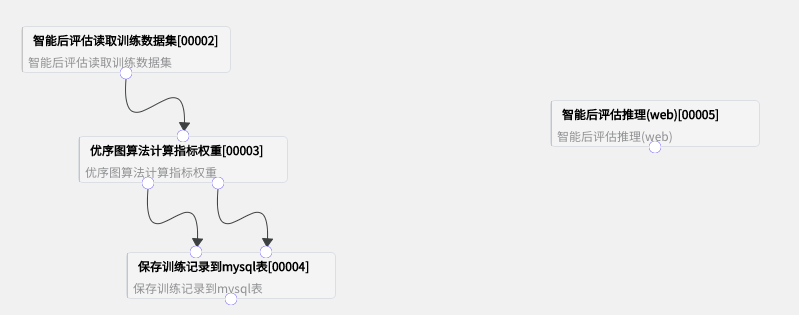 智能后评估读取训练数据集[00002]
智能后评估读取训练数据集
智能后评估推理(web)[00005]
智能后评估推理(web)
优序图算法计算指标权重[00003]
优序图算法计算指标权重
保存训练记录到mysql表[00004]
保存训练记录到mysql表